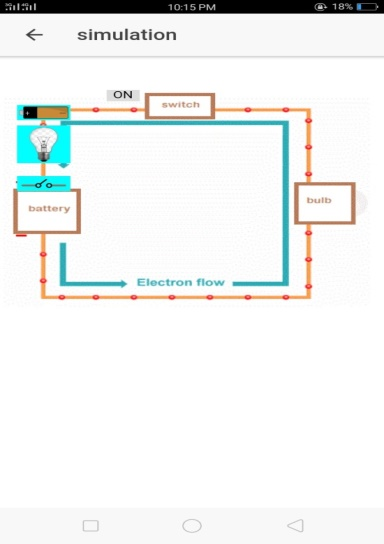 10:15 PM 18%
simulation
ON
switch
bulb
battery
Electron flow